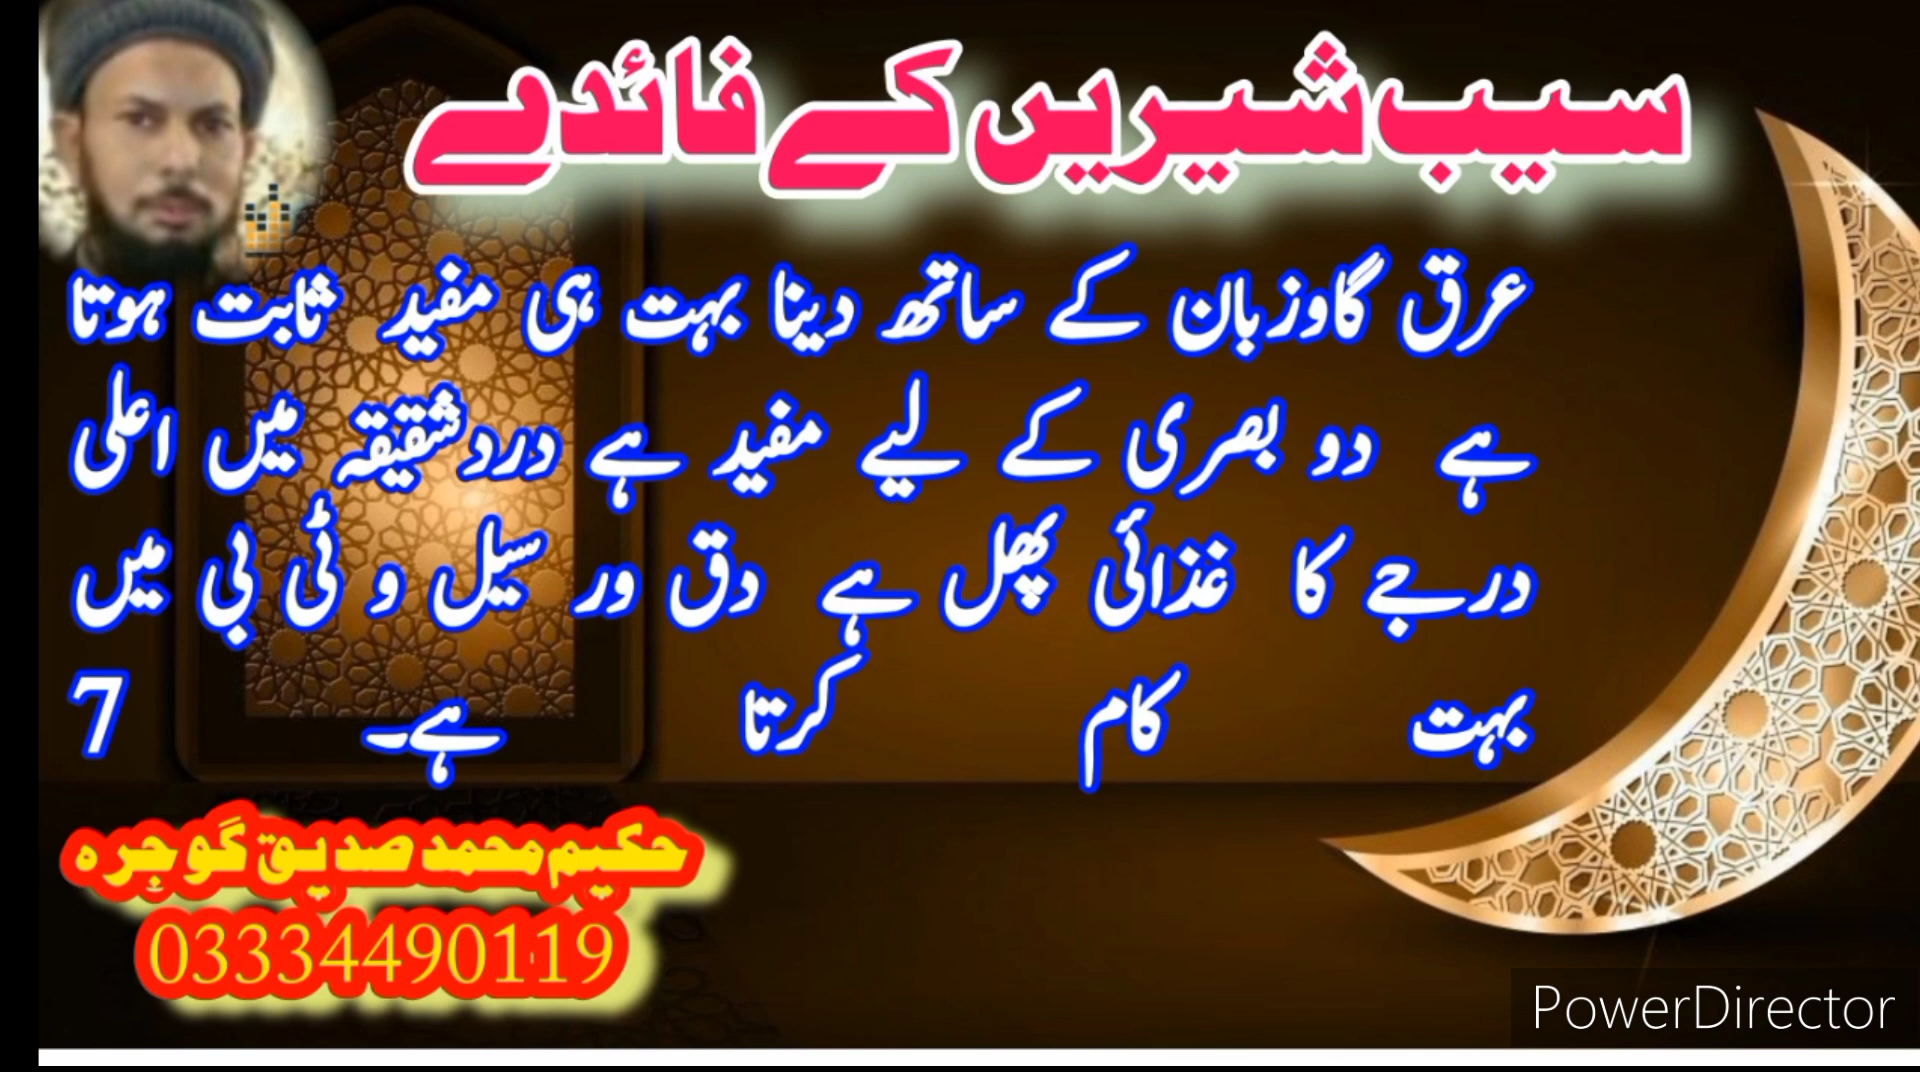 سیب شیریں کے فائدے
عرق گاوزبان کے ساتھ دینا بہت ہی مفید ثابت ہوتا
ہے دو بصری کے لیے مفید ہے دردشقیقہ میں اعلی
درجے کا غذائی پھل ہے دق ور سیل و ٹی بی میں
بہت کام کرتا ہے۔ 7
حکیم محمد صدیق گوجرہ
03334490119
PowerDirector